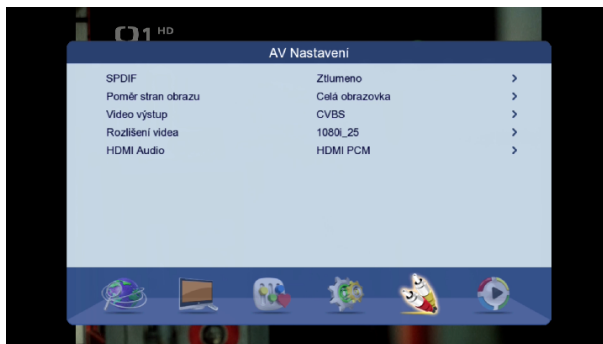 1 HD
AV Nastavení
SPDIF Ztlumeno >
Poměr stran obrazu Celá obrazovka >
Video výstup CVBS >
Rozlišení videa 1080i_25 >
HDMI Audio HDMI PCM >